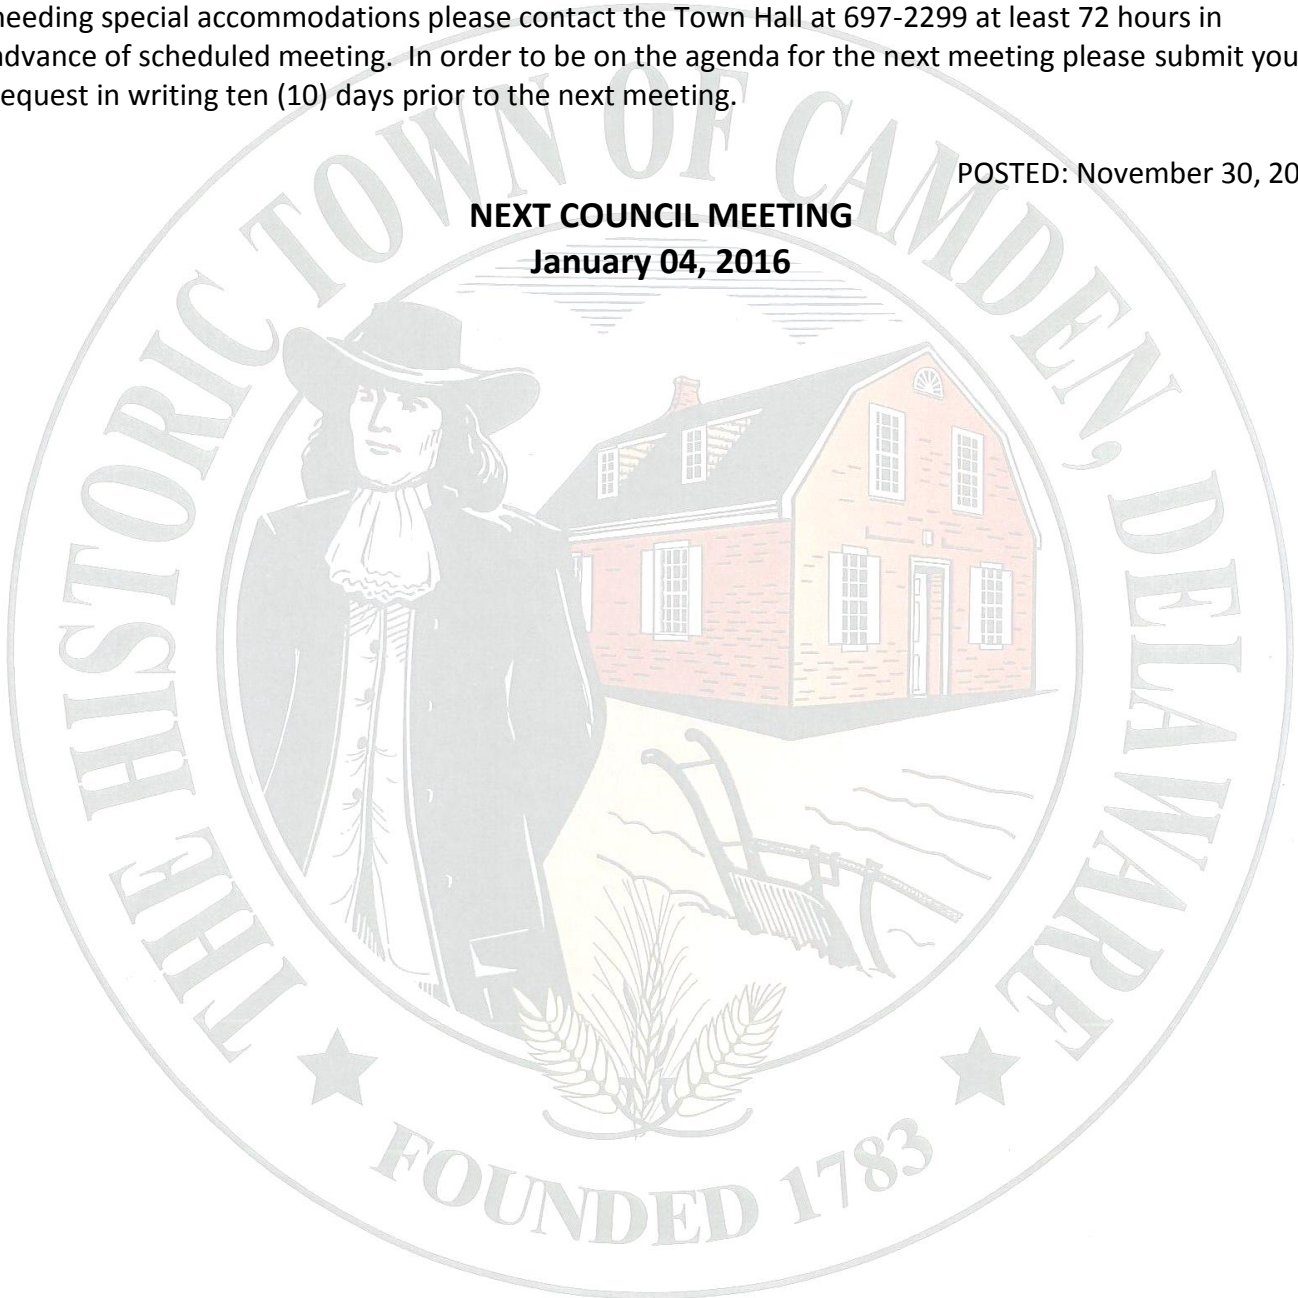 needing special accommodations please contact the Town Hall at 697-2299 at least 72 hours in
advance of scheduled meeting. In order to be on the agenda for the next meeting please submit you
request in writing ten (10) days prior to the next meeting.
POSTED: November 30, 20
NEXT COUNCIL MEETING
January 04, 2016
THE HISTORIC TOWN OF CAMDEN, DELAWARE
FOUNDED 1783